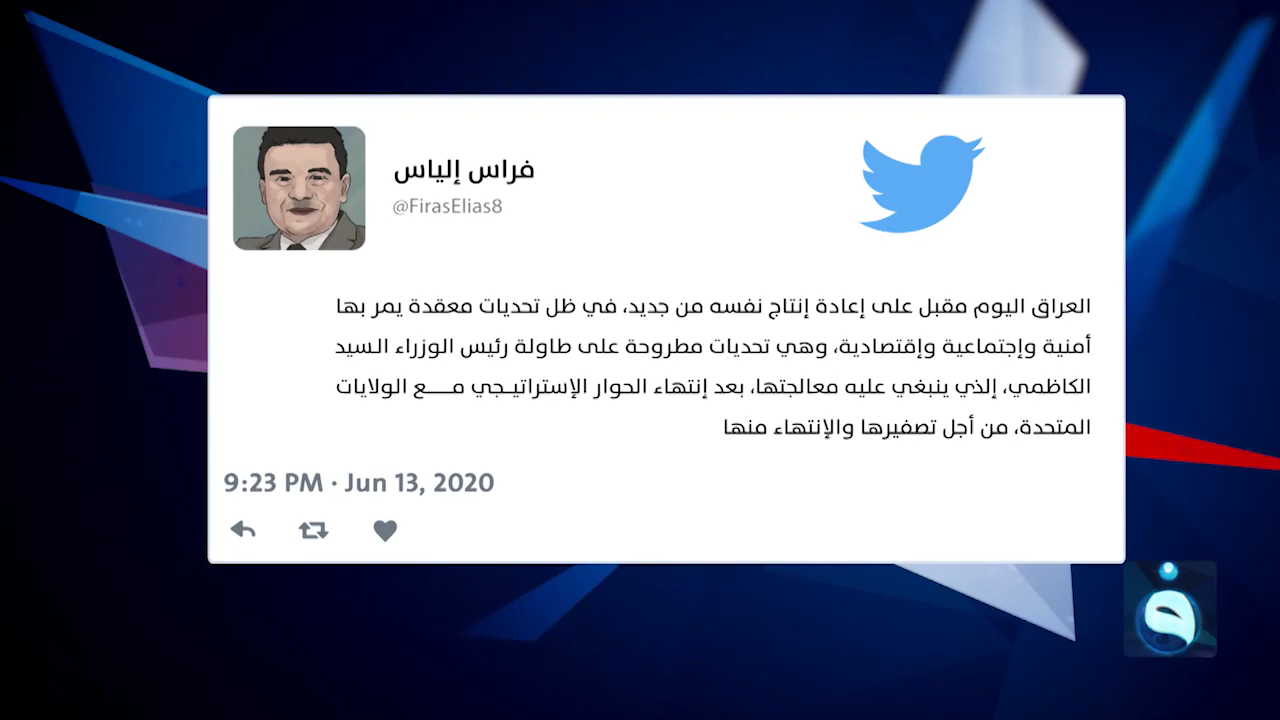 فراس إلياس
@FirasElias8
العراق اليوم مقبل على إعادة إنتاج نفسه من جديد، في ظل تحديات معقدة يمر بها
أمنية وإجتماعية وإقتصادية، وهي تحديات مطروحة على طاولة رئيس الوزراء السيد
الكاظمي، إلذي ينبغي عليه معالجتها، بعد إنتهاء الحوار الإستراتيـجي مـــع الولايات
المتحدة، من أجل تصفيرها والإنتهاء منها
9:23 PM · Jun 13, 2020